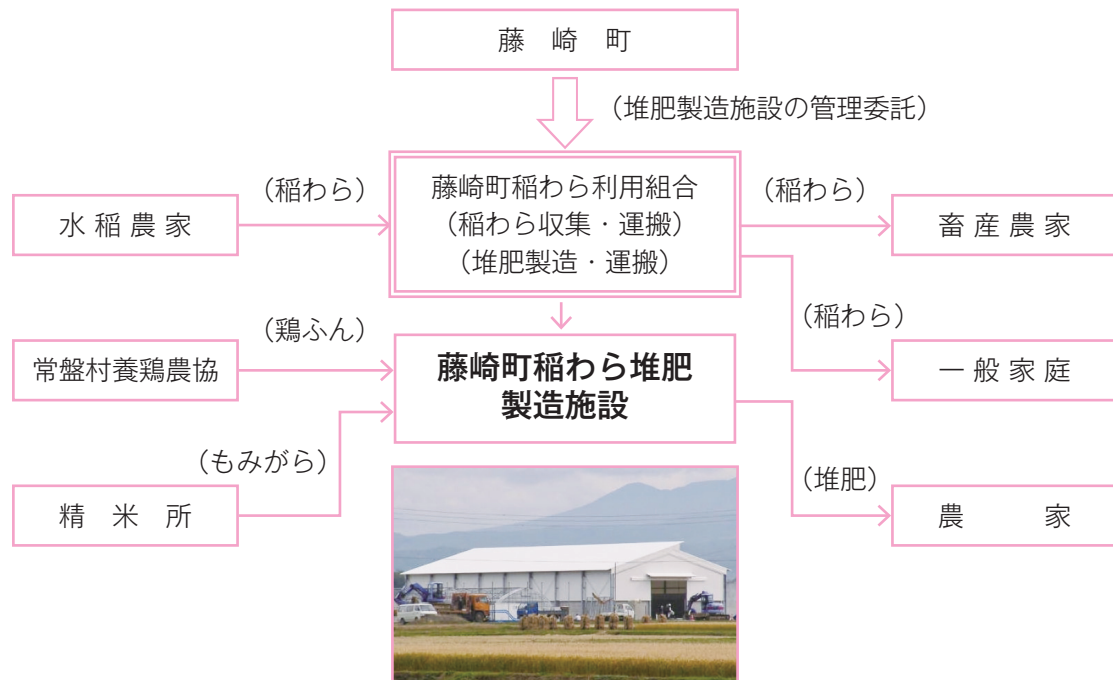 藤　崎　町
（堆肥製造施設の管理委託）
（稲わら）
水 稲 農 家
藤崎町稲わら利用組合
（稲わら収集・運搬）
（堆肥製造・運搬）
（稲わら）
畜 産 農 家
（鶏ふん）
常盤村養鶏農協
藤崎町稲わら堆肥
製造施設
（稲わら）
一 般 家 庭
（もみがら）
精　米　所
（堆肥）
農　　　家